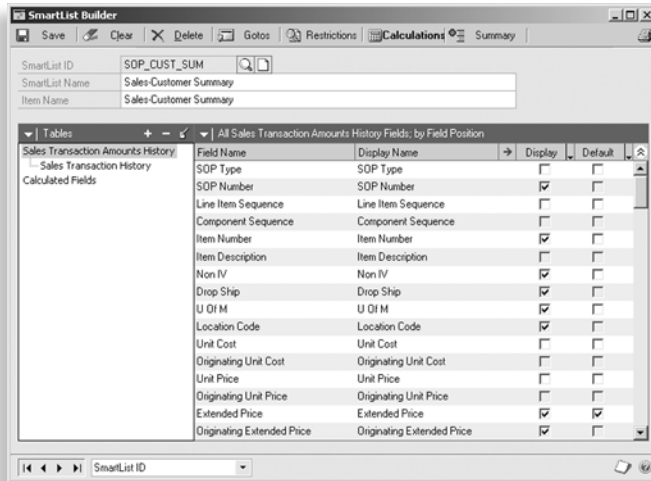 SmartList Builder
Save Clear Delete Gotos Restrictions Calculations Summary
SmartList ID SOP_CUST_SUM
SmartList Name Sales-Customer Summary
Item Name Sales-Customer Summary
Tables All Sales Transaction Amounts History Fields; by Field Position
Sales Transaction Amounts History Field Name Display Name Display Default
Sales Transaction History SOP Type SOP Type
Calculated Fields SOP Number SOP Number
Line Item Sequence Line Item Sequence
Component Sequence Component Sequence
Item Number Item Number
Item Description Item Description
Non IV Non IV
Drop Ship Drop Ship
U Of M U Of M
Location Code Location Code
Unit Cost Unit Cost
Originating Unit Cost Originating Unit Cost
Unit Price Unit Price
Originating Unit Price Originating Unit Price
Extended Price Extended Price
Originating Extended Price Originating Extended Price
SmartList ID